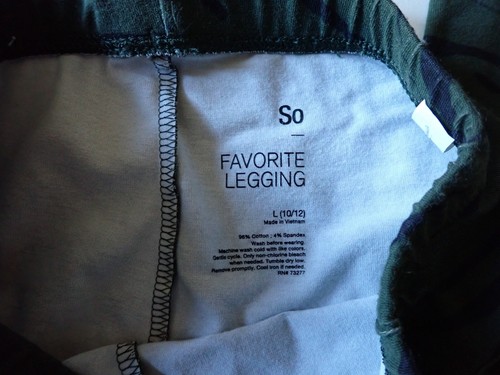 So
FAVORITE
LEGGING
L (10/12)
Made in Vietnam
96% Cotton ; 4% Spandex
Wash before wearing.
Machine wash cold with like colors.
Gentle cycle. Only non-chlorine bleach
when needed. Tumble dry low.
Remove promptly. Cool iron if needed.
RN# 73277